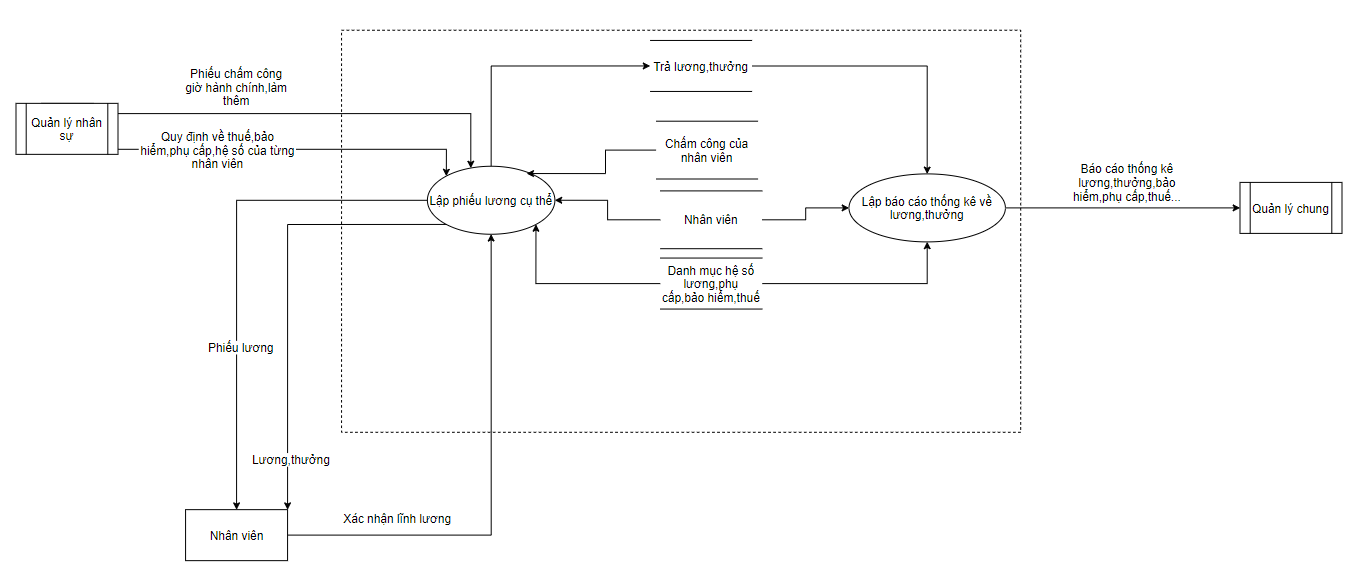 Phiếu chấm công
giờ hành chính,làm
thêm
Quản lý nhân
sự
Quy định về thuế,bảo
hiểm,phụ cấp,hệ số của từng
nhân viên
Trả lương,thưởng
Chấm công của
nhân viên
Lập phiếu lương cụ thể
Nhân viên
Danh mục hệ số
lương,phụ
cấp,bảo hiểm,thuế
Lập báo cáo thống kê về
lương,thưởng
Báo cáo thống kê
lương,thưởng,bảo
hiểm,phụ cấp,thuế...
Quản lý chung
Phiếu lương
Lương,thưởng
Nhân viên
Xác nhận lĩnh lương